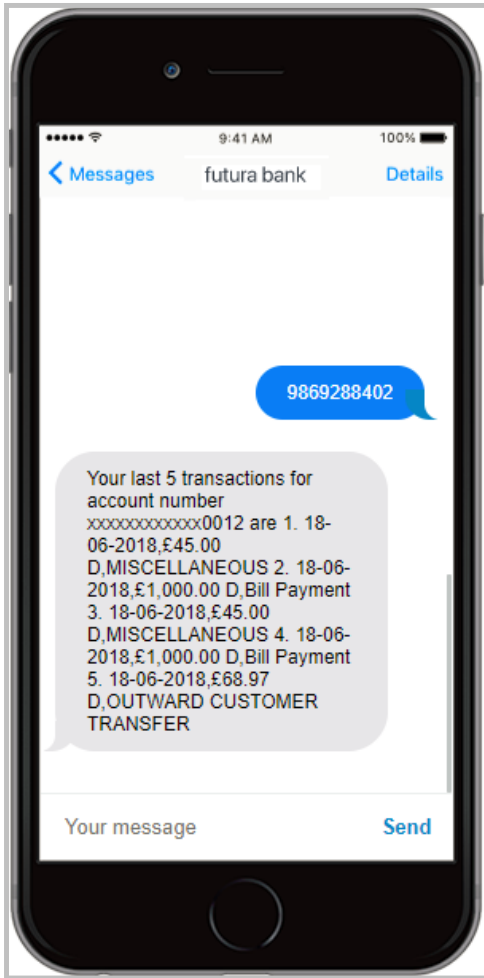 9:41 AM
100%
Messages
futura bank
Details
9869288402
Your last 5 transactions for
account number
xxxxxxxxxxxx0012 are 1. 18-
06-2018,£45.00
D,MISCELLANEOUS 2. 18-06-
2018,£1,000.00 D,Bill Payment
3. 18-06-2018,£45.00
D,MISCELLANEOUS 4. 18-06-
2018,£1,000.00 D,Bill Payment
5. 18-06-2018,£68.97
D,OUTWARD CUSTOMER
TRANSFER
Your message
Send